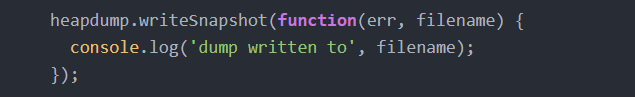 heapdump.writeSnapshot(function(err, filename) {
  console.log('dump written to', filename);
});